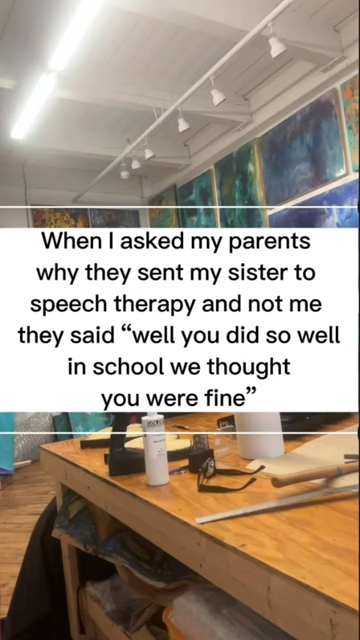 When I asked my parents
why they sent my sister to
speech therapy and not me
they said “well you did so well
in school we thought
you were fine”